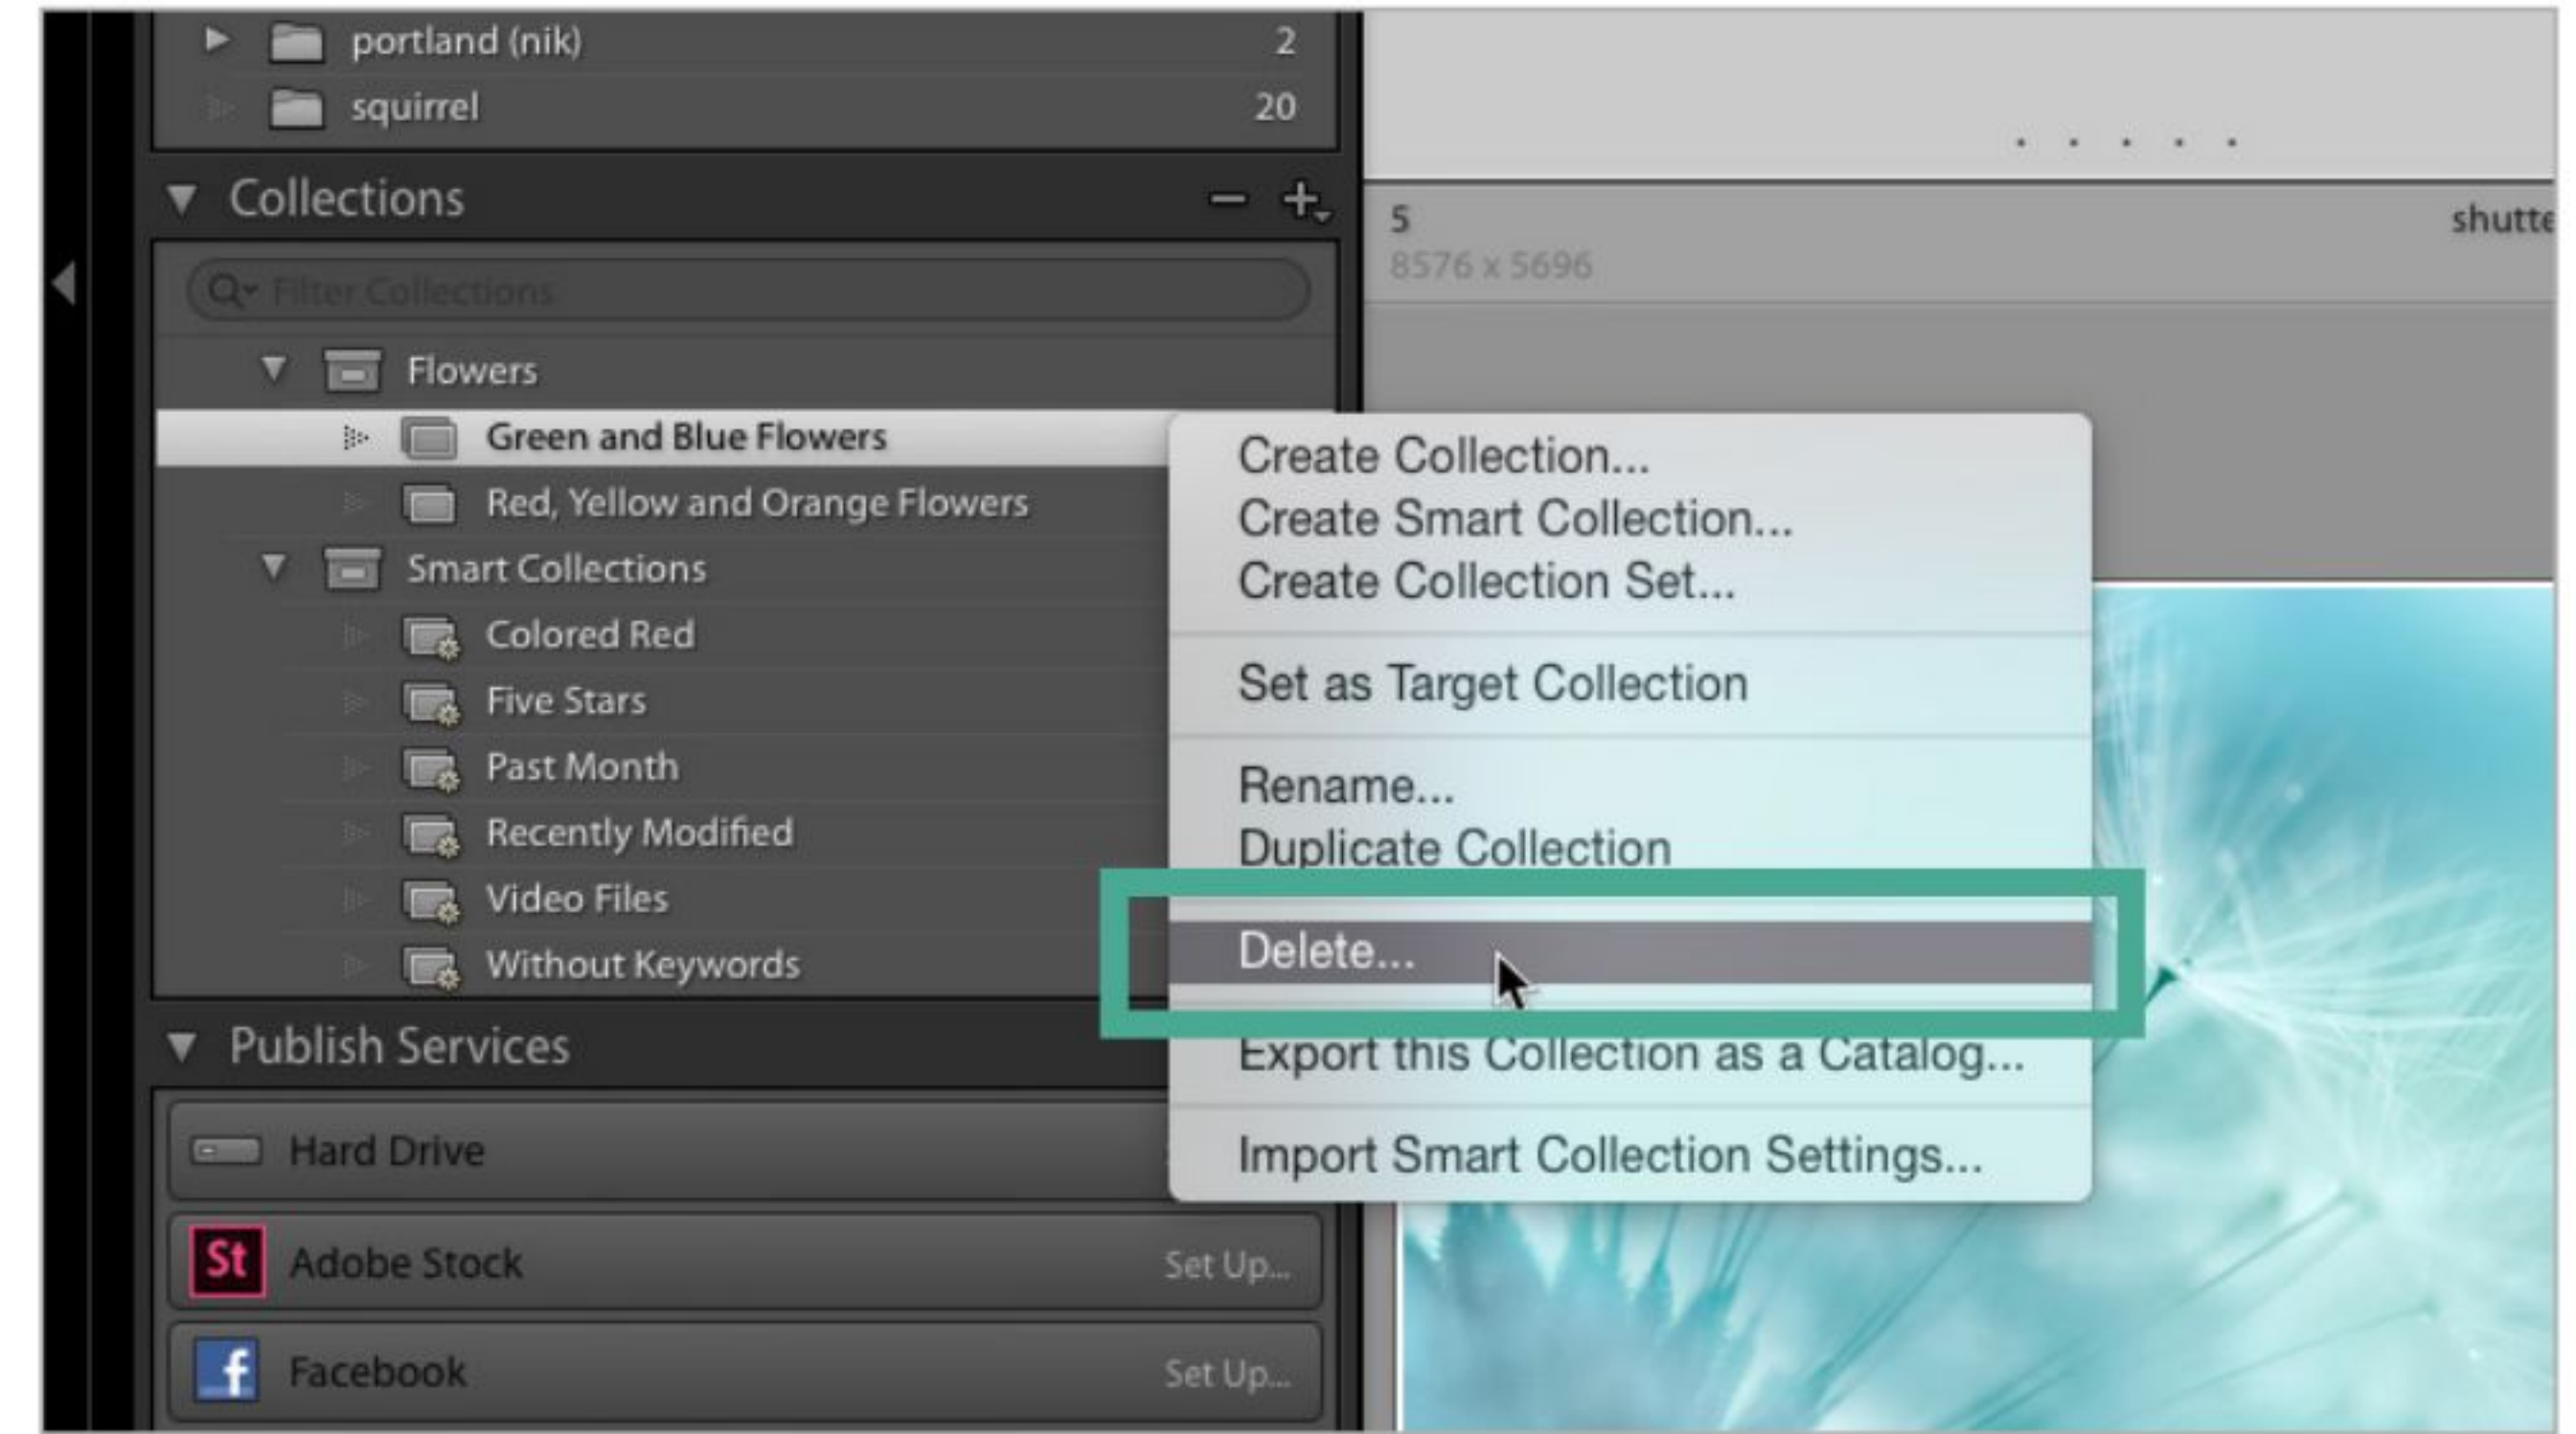 portland (nik) 2
squirrel 20
Collections
Filter Collections
Flowers
Green and Blue Flowers
Red, Yellow and Orange Flowers
Smart Collections
Colored Red
Five Stars
Past Month
Recently Modified
Video Files
Without Keywords
Publish Services
Hard Drive
St Adobe Stock Set Up...
f Facebook Set Up...
5 shutte
8576 x 5696
Create Collection...
Create Smart Collection...
Create Collection Set...
Set as Target Collection
Rename...
Duplicate Collection
Delete...
Export this Collection as a Catalog...
Import Smart Collection Settings...